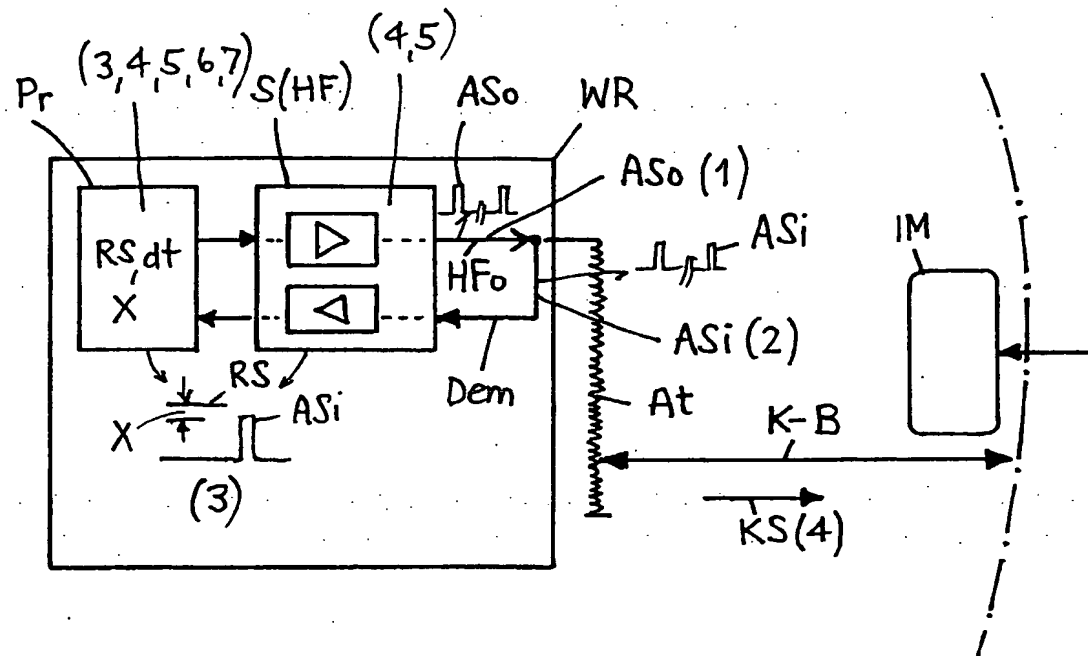 Pr
(3,4,5,6,7)
S(HF)
(4,5)
ASo
WR
ASo (1)
ASi
IM
RS, dt
X
HFo
ASi (2)
Dem
At
K-B
KS(4)
RS
X
ASi
(3)